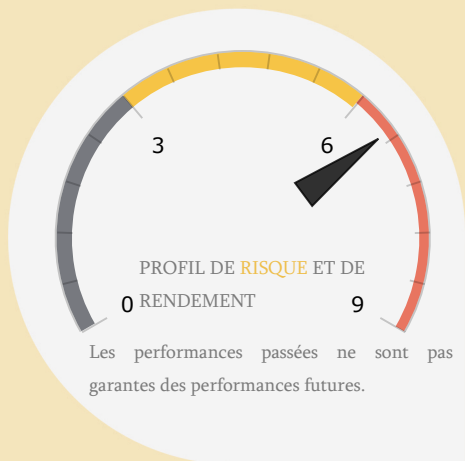 3
6
PROFIL DE RISQUE ET DE
0 RENDEMENT 9
Les performances passées ne sont pas
garantes des performances futures.